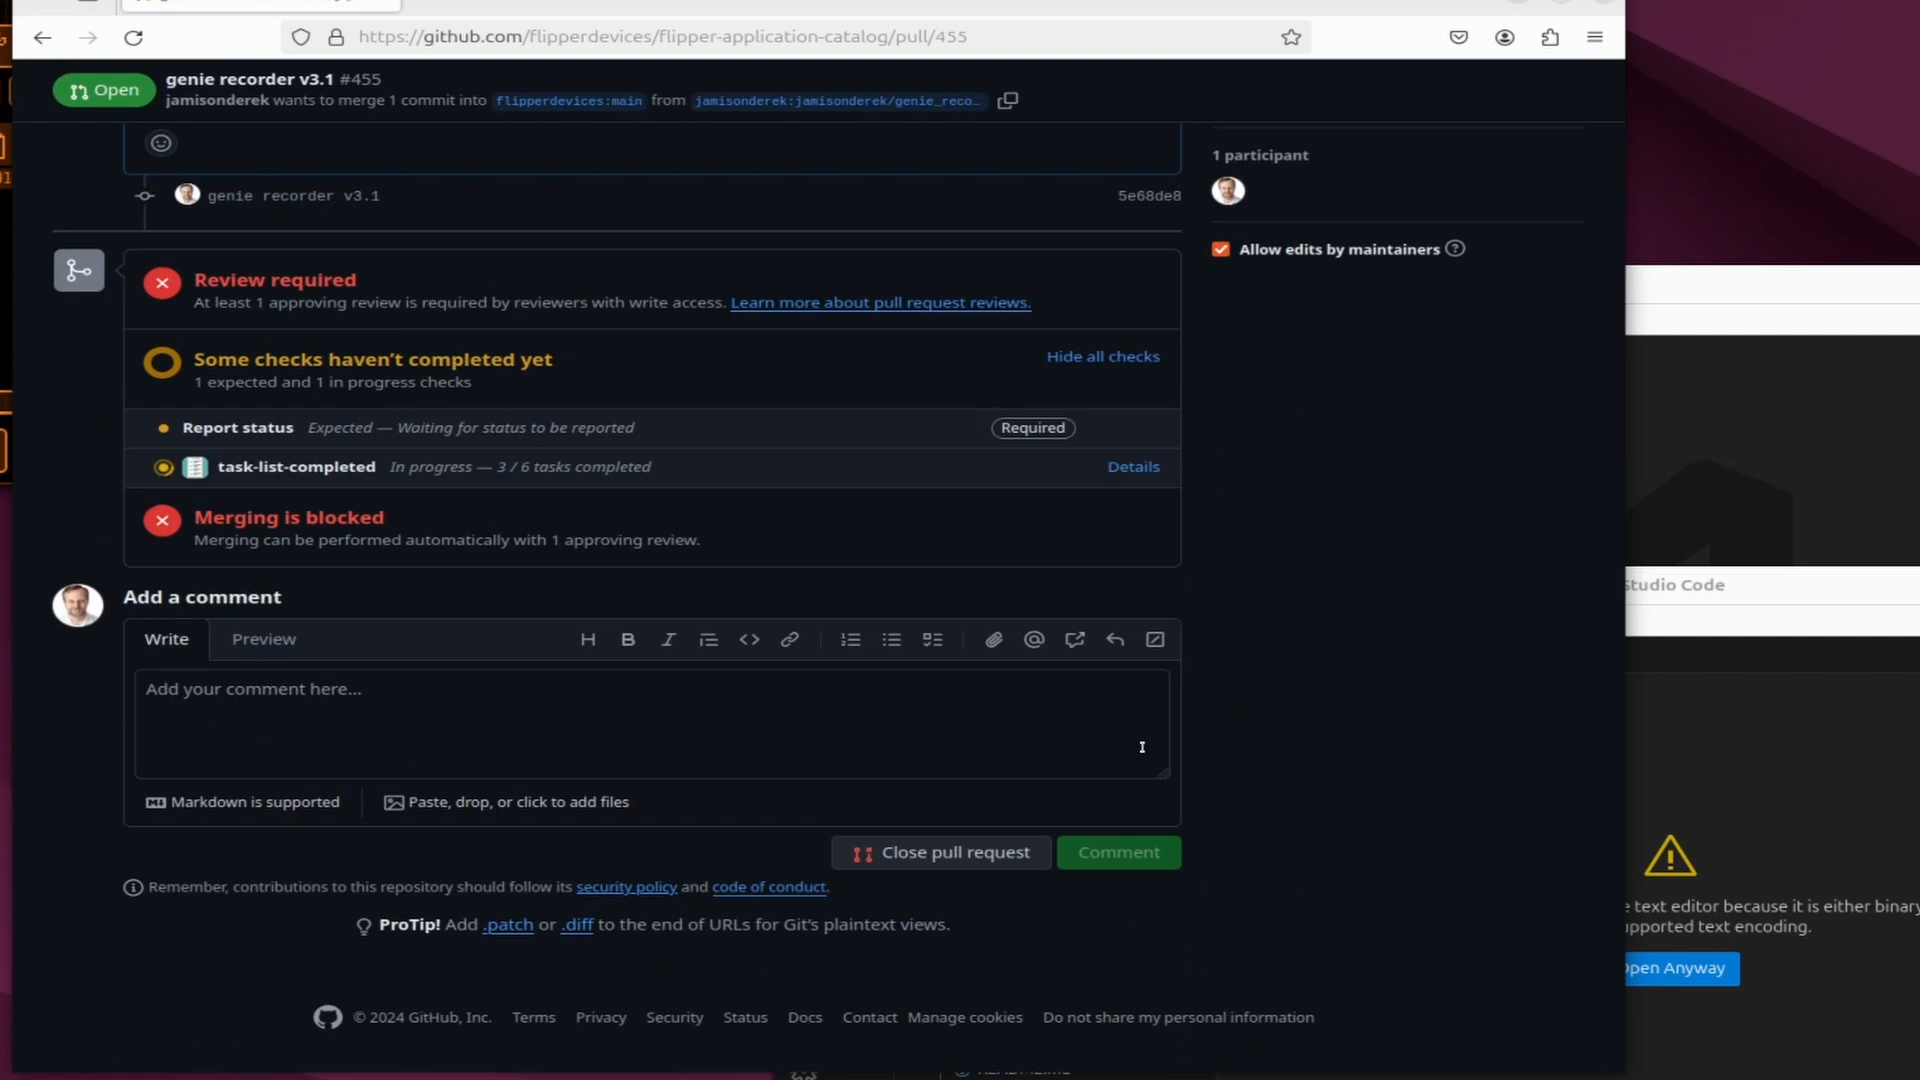 https://github.com/flipperdevices/flipper-application-catalog/pull/455
Open
genie recorder v3.1 #455
jamisonderek wants to merge 1 commit into flipperdevices:main from jamisonderek:jamisonderek/genie_reco…
1 participant
genie recorder v3.1
5e68de8
Allow edits by maintainers
Review required
At least 1 approving review is required by reviewers with write access. Learn more about pull request reviews.
Some checks haven't completed yet
Hide all checks
1 expected and 1 in progress checks
Report status Expected — Waiting for status to be reported
Required
task-list-completed In progress — 3 / 6 tasks completed
Details
Merging is blocked
Merging can be performed automatically with 1 approving review.
Studio Code
Add a comment
Write
Preview
Add your comment here...
Markdown is supported
Paste, drop, or click to add files
Close pull request
Comment
Remember, contributions to this repository should follow its security policy and code of conduct.
ProTip! Add .patch or .diff to the end of URLs for Git's plaintext views.
text editor because it is either binary
supported text encoding.
Open Anyway
© 2024 GitHub, Inc. Terms Privacy Security Status Docs Contact Manage cookies Do not share my personal information